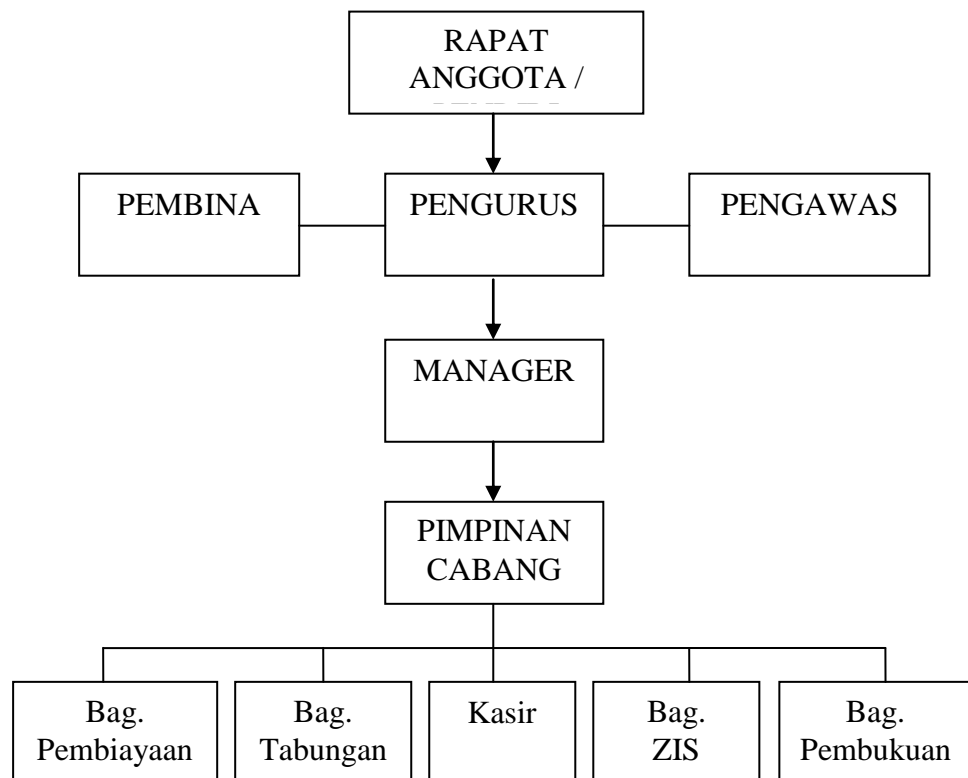 RAPAT
ANGGOTA /
PEMBINA
PENGURUS
PENGAWAS
MANAGER
PIMPINAN
CABANG
Bag.
Pembiayaan
Bag.
Tabungan
Kasir
Bag.
ZIS
Bag.
Pembukuan